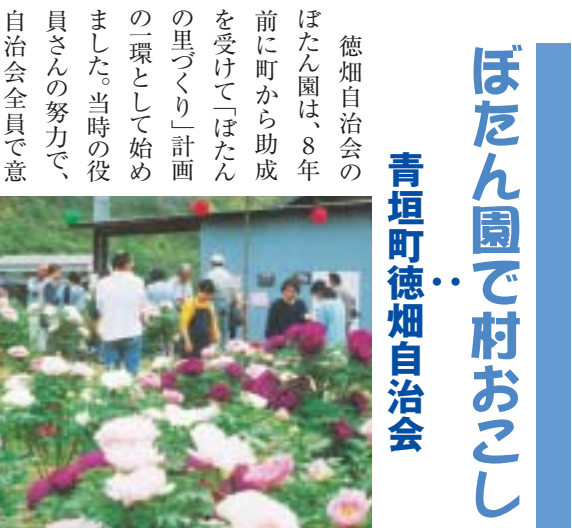 ぼたん園で村おこし
青垣町徳畑自治会
徳畑自治会の
ぼたん園は、８年
前に町から助成
を受けて「ぼたん
の里づくり」計画
の一環として始め
ました。当時の役
員さんの努力で、
自治会全員で意